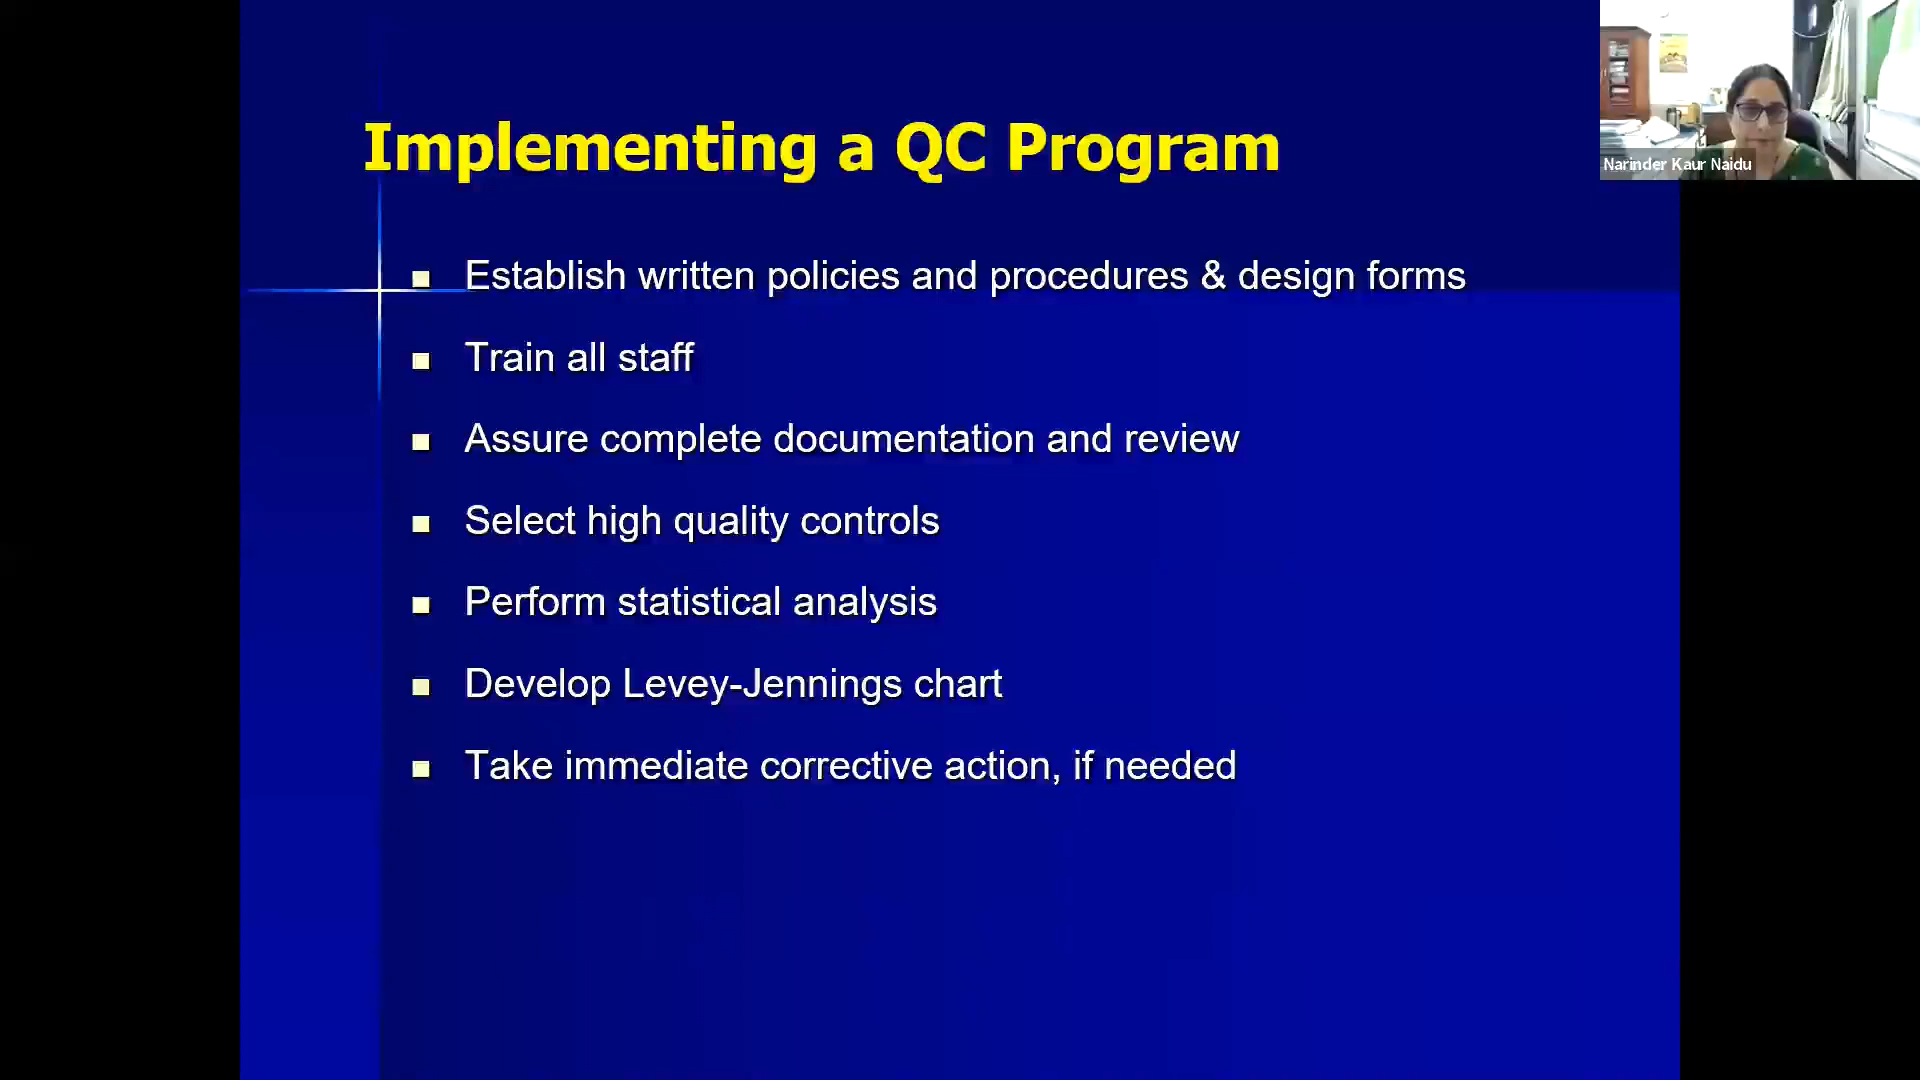 Implementing a QC Program
Narinder Kaur Naidu
Establish written policies and procedures & design forms
Train all staff
Assure complete documentation and review
Select high quality controls
Perform statistical analysis
Develop Levey-Jennings chart
Take immediate corrective action, if needed